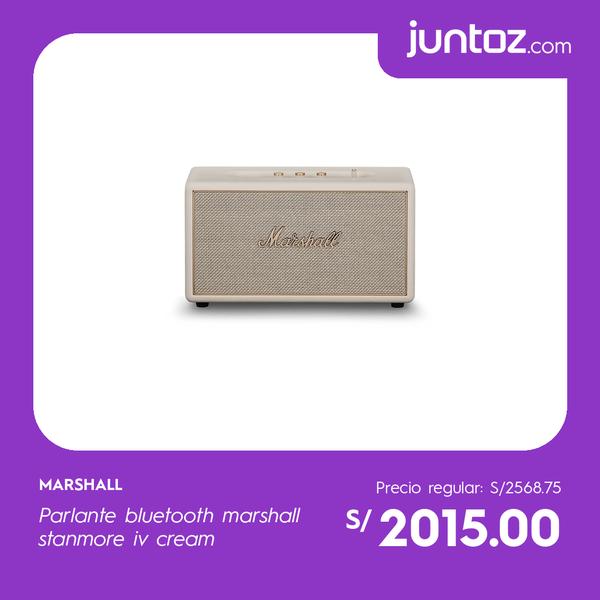 juntoz.com
Marshall
MARSHALL
Parlante bluetooth marshall
stanmore iv cream
Precio regular: S/2568.75
S/ 2015.00